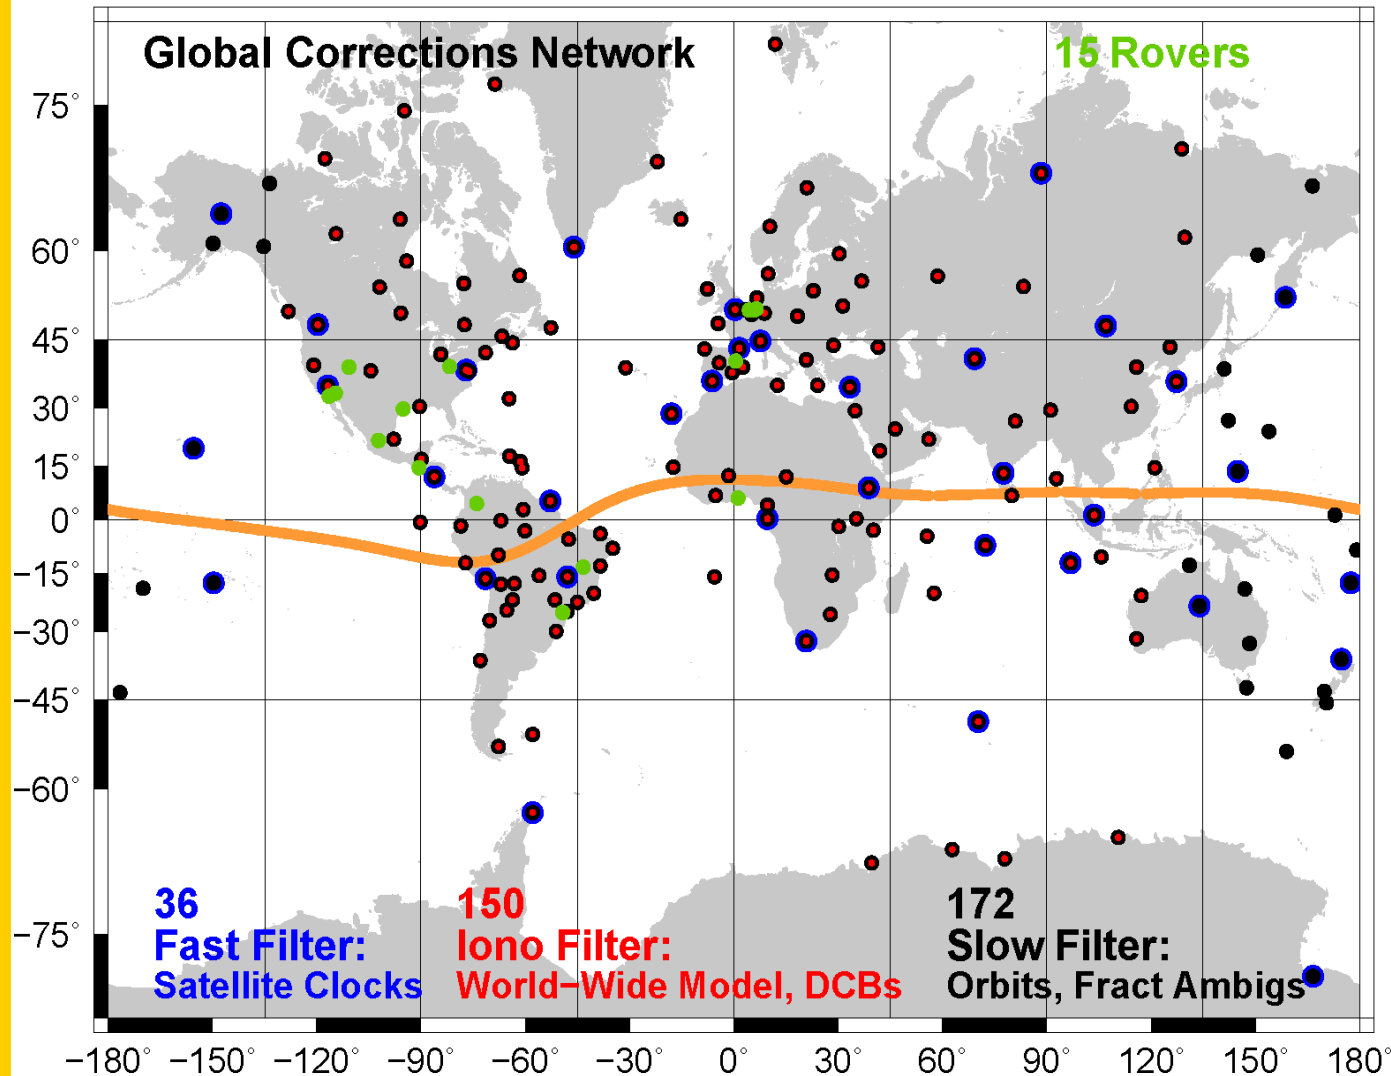 Global Corrections Network
15 Rovers
75°
60°
45°
30°
15°
0°
−15°
−30°
−45°
−60°
−75°
36
Fast Filter:
Satellite Clocks
150
Iono Filter:
World−Wide Model, DCBs
172
Slow Filter:
Orbits, Fract Ambigs
−180° −150° −120° −90° −60° −30° 0° 30° 60° 90° 120° 150° 180°